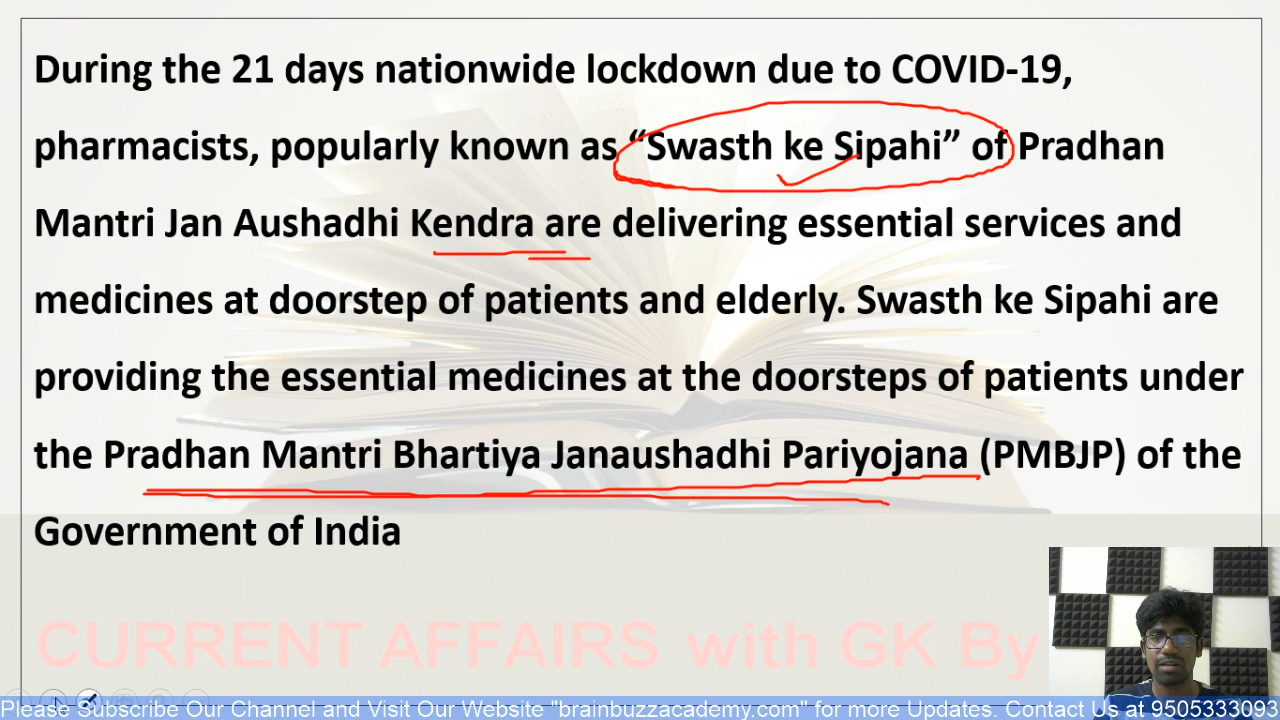 During the 21 days nationwide lockdown due to COVID-19,
pharmacists, popularly known as “Swasth ke Sipahi” of Pradhan
Mantri Jan Aushadhi Kendra are delivering essential services and
medicines at doorstep of patients and elderly. Swasth ke Sipahi are
providing the essential medicines at the doorsteps of patients under
the Pradhan Mantri Bhartiya Janaushadhi Pariyojana (PMBJP) of the
Government of India
CURRENT AFFAIRS with GK By
Please Subscribe Our Channel and Visit Our Website "brainbuzzacademy.com" for more Updates. Contact Us at 9505333093